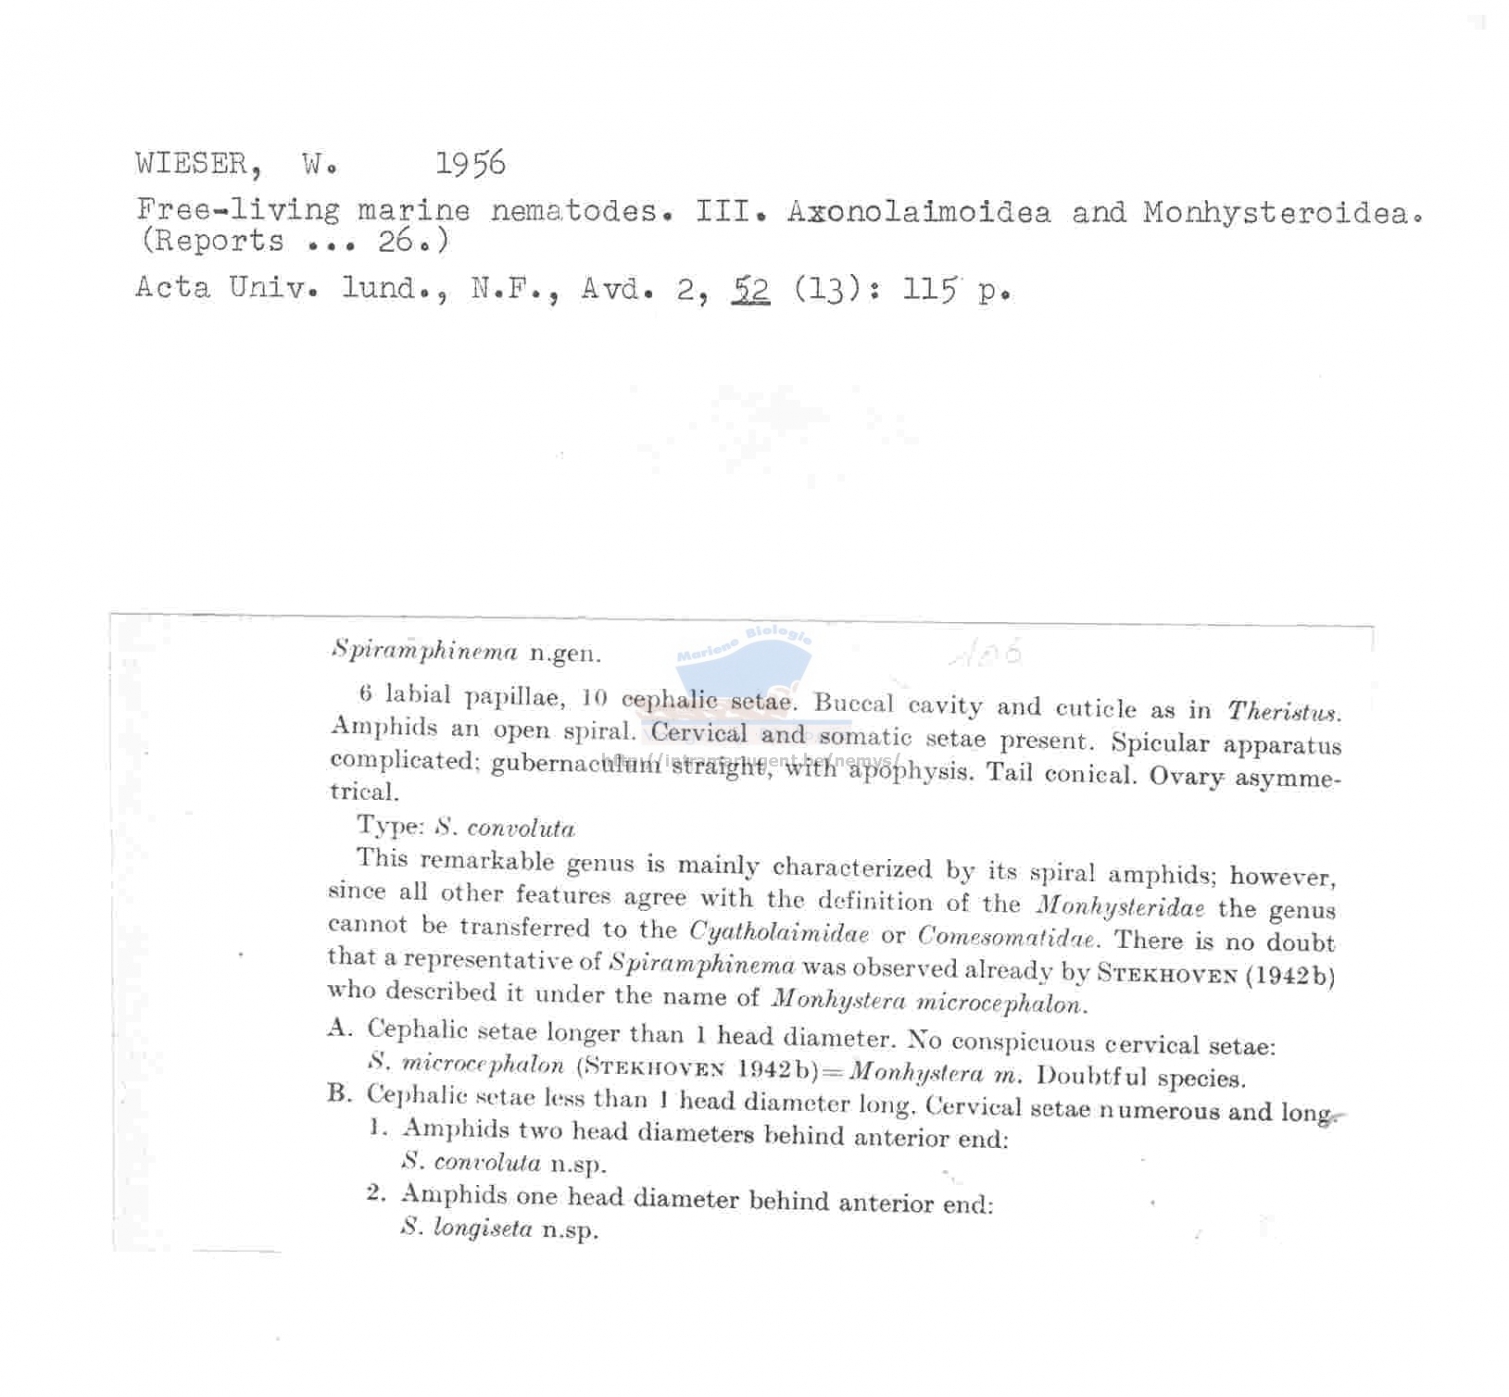 WIESER, W. 1956
Free-living marine nematodes. III. Axonolaimoidea and Monhysteroidea.
(Reports ... 26.)
Acta Univ. lund., N.F., Avd. 2, 52 (13): 115 p.
Mariene Biologie
Spiramphinema n.gen.
6 labial papillae, 10 cephalic setae. Buccal cavity and cuticle as in Theristus.
Amphids an open spiral. Cervical and somatic setae present. Spicular apparatus
complicated; gubernaculum straight, with apophysis. Tail conical. Ovary asymme-
trical.
Type: S. convoluta
This remarkable genus is mainly characterized by its spiral amphids; however,
since all other features agree with the definition of the Monhysteridae the genus
cannot be transferred to the Cyatholaimidae or Comesomatidae. There is no doubt
that a representative of Spiramphinema was observed already by STEKHOVEN (1942b)
who described it under the name of Monhystera microcephalon.
A. Cephalic setae longer than 1 head diameter. No conspicuous cervical setae:
S. microcephalon (STEKHOVEN 1942b)=Monhystera m. Doubtful species.
B. Cephalic setae less than 1 head diameter long. Cervical setae numerous and long.
1. Amphids two head diameters behind anterior end:
S. convoluta n.sp.
2. Amphids one head diameter behind anterior end:
S. longiseta n.sp.